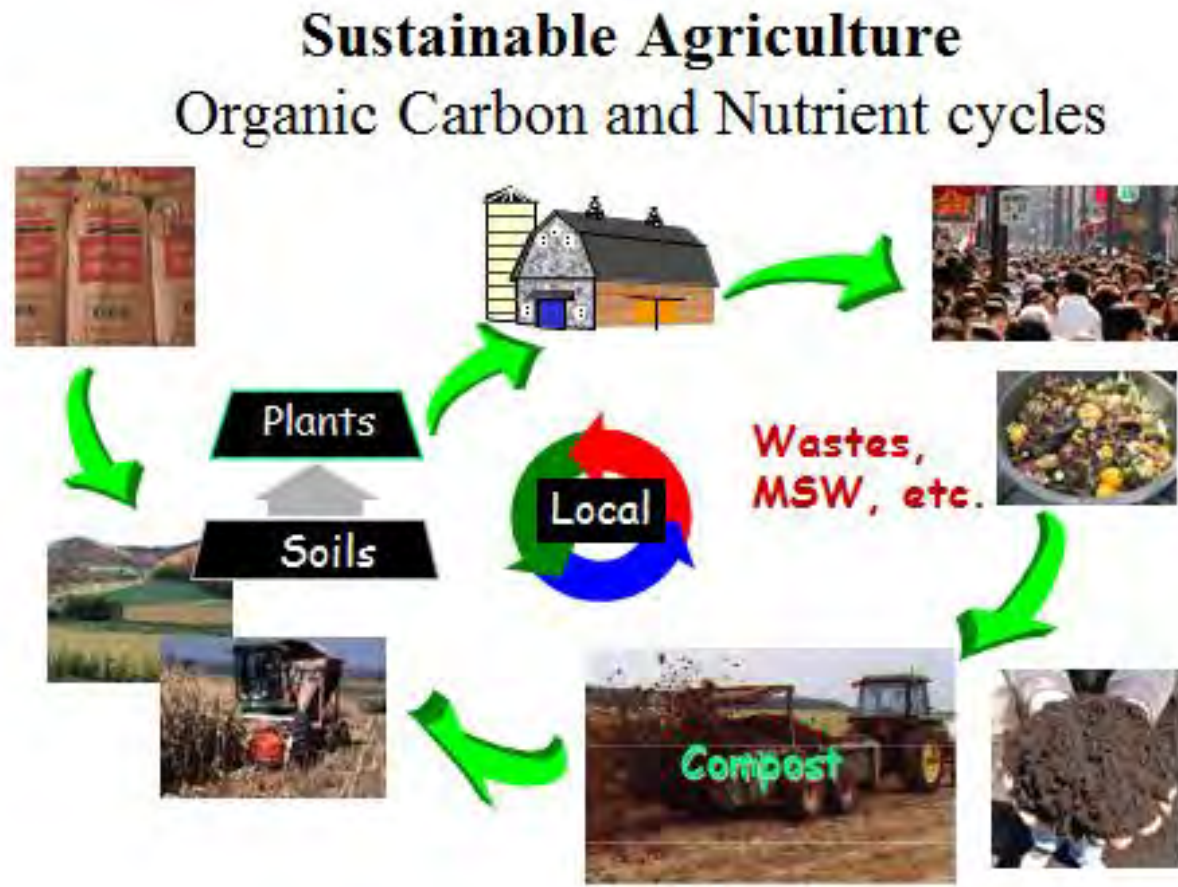 Sustainable Agriculture
Organic Carbon and Nutrient cycles
Plants
Soils
Local
Wastes,
MSW, etc.
Compost